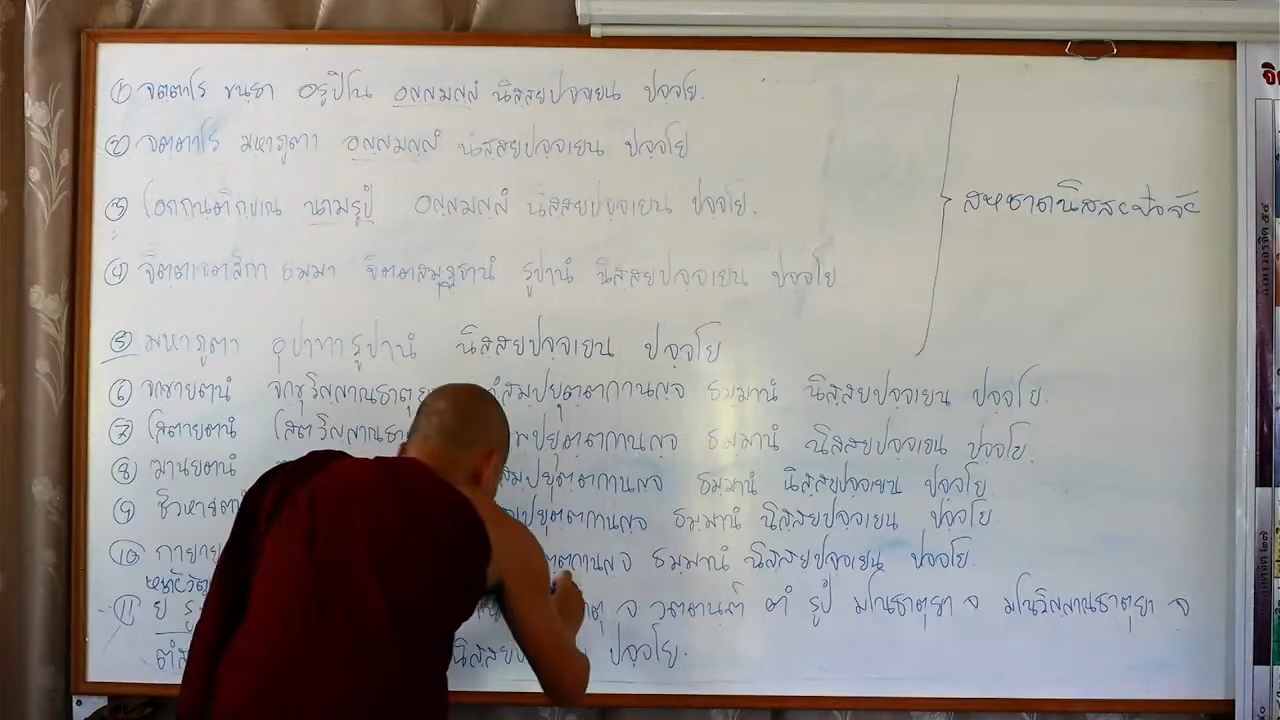 ① จตฺตาโร ขนฺธา อรูปิโน อญฺญมญฺญํ นิสฺสยปจฺจเยน ปจฺจโย.
② จตฺตาโร มหาภูตา อญฺญมญฺญํ นิสฺสยปจฺจเยน ปจฺจโย
③ โอกฺกนฺติกฺขเณ นามรูปํ อญฺญมญฺญํ นิสฺสยปจฺจเยน ปจฺจโย.
สหชาตนิสสยปัจจัย
④ จิตฺตเจตสิกา ธมฺมา จิตฺตสมุฏฺฐานํ รูปานํ นิสฺสยปจฺจเยน ปจฺจโย
⑤ มหาภูตา อุปาทารูปานํ นิสฺสยปจฺจเยน ปจฺจโย
⑥ จกฺขายตนํ จกฺขุวิญฺญาณธาตุยา ตํสมฺปยุตฺตกานญฺจ ธมฺมานํ นิสฺสยปจฺจเยน ปจฺจโย.
⑦ โสตายตนํ โสตวิญฺญาณธา มฺปยุตฺตกานญฺจ ธมฺมานํ นิสฺสยปจฺจเยน ปจฺจโย.
⑧ ฆานายตนํ สมฺปยุตฺตกานญฺจ ธมฺมานํ นิสฺสยปจฺจเยน ปจฺจโย
⑨ ชิวฺหายตนํ ปยุตฺตกานญฺจ ธมฺมานํ นิสฺสยปจฺจเยน ปจฺจโย.
⑩ กายาย ตฺตกานญฺจ ธมฺมานํ นิสฺสยปจฺจเยน ปจฺจโย.
หทัยวัตถุ
⑪ ยํ รู ธาตุ จ วตฺตนฺติ ตํ รูปํ มโนธาตุยา จ มโนวิญฺญาณธาตุยา จ
ตํส นิสฺสยป ปจฺจโย.